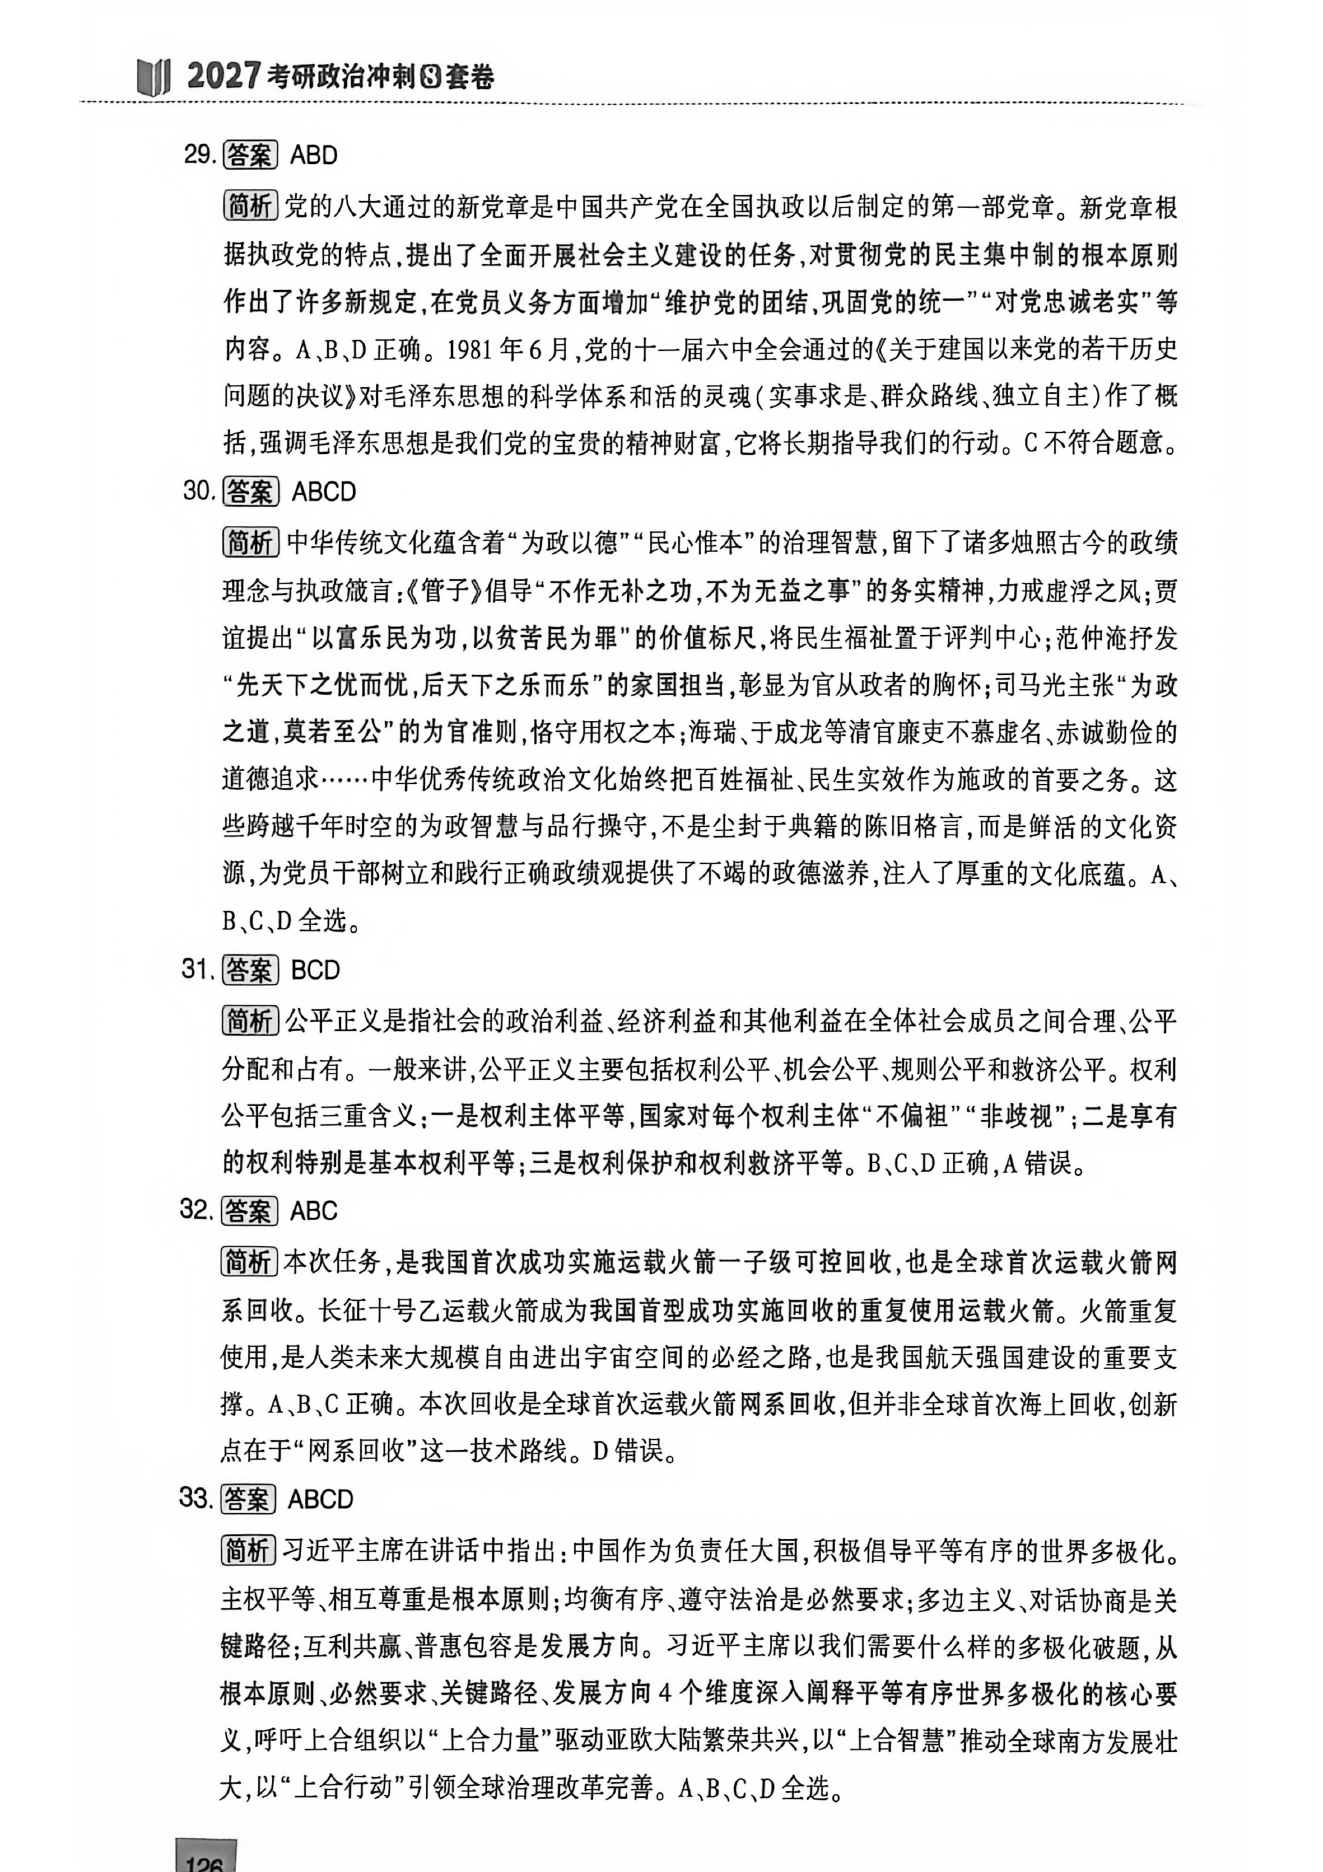 2027考研政治冲刺8套卷
29. 答案 ABD
简析 党的八大通过的新党章是中国共产党在全国执政以后制定的第一部党章。新党章根
据执政党的特点,提出了全面开展社会主义建设的任务,对贯彻党的民主集中制的根本原则
作出了许多新规定,在党员义务方面增加“维护党的团结,巩固党的统一”“对党忠诚老实”等
内容。A、B、D 正确。1981 年 6 月,党的十一届六中全会通过的《关于建国以来党的若干历史
问题的决议》对毛泽东思想的科学体系和活的灵魂(实事求是、群众路线、独立自主)作了概
括,强调毛泽东思想是我们党的宝贵的精神财富,它将长期指导我们的行动。C 不符合题意。
30. 答案 ABCD
简析 中华传统文化蕴含着“为政以德”“民心惟本”的治理智慧,留下了诸多烛照古今的政绩
理念与执政箴言:《管子》倡导“不作无补之功,不为无益之事”的务实精神,力戒虚浮之风;贾
谊提出“以富乐民为功,以贫苦民为罪”的价值标尺,将民生福祉置于评判中心;范仲淹抒发
“先天下之忧而忧,后天下之乐而乐”的家国担当,彰显为官从政者的胸怀;司马光主张“为政
之道,莫若至公”的为官准则,恪守用权之本;海瑞、于成龙等清官廉吏不慕虚名、赤诚勤俭的
道德追求……中华优秀传统政治文化始终把百姓福祉、民生实效作为施政的首要之务。这
些跨越千年时空的为政智慧与品行操守,不是尘封于典籍的陈旧格言,而是鲜活的文化资
源,为党员干部树立和践行正确政绩观提供了不竭的政德滋养,注入了厚重的文化底蕴。A、
B、C、D 全选。
31. 答案 BCD
简析 公平正义是指社会的政治利益、经济利益和其他利益在全体社会成员之间合理、公平
分配和占有。一般来讲,公平正义主要包括权利公平、机会公平、规则公平和救济公平。权利
公平包括三重含义:一是权利主体平等,国家对每个权利主体“不偏袒”“非歧视”;二是享有
的权利特别是基本权利平等;三是权利保护和权利救济平等。B、C、D 正确,A 错误。
32. 答案 ABC
简析 本次任务,是我国首次成功实施运载火箭一子级可控回收,也是全球首次运载火箭网
系回收。长征十号乙运载火箭成为我国首型成功实施回收的重复使用运载火箭。火箭重复
使用,是人类未来大规模自由进出宇宙空间的必经之路,也是我国航天强国建设的重要支
撑。A、B、C 正确。本次回收是全球首次运载火箭网系回收,但并非全球首次海上回收,创新
点在于“网系回收”这一技术路线。D 错误。
33. 答案 ABCD
简析 习近平主席在讲话中指出:中国作为负责任大国,积极倡导平等有序的世界多极化。
主权平等、相互尊重是根本原则;均衡有序、遵守法治是必然要求;多边主义、对话协商是关
键路径;互利共赢、普惠包容是发展方向。习近平主席以我们需要什么样的多极化破题,从
根本原则、必然要求、关键路径、发展方向 4 个维度深入阐释平等有序世界多极化的核心要
义,呼吁上合组织以“上合力量”驱动亚欧大陆繁荣共兴,以“上合智慧”推动全球南方发展壮
大,以“上合行动”引领全球治理改革完善。A、B、C、D 全选。
126